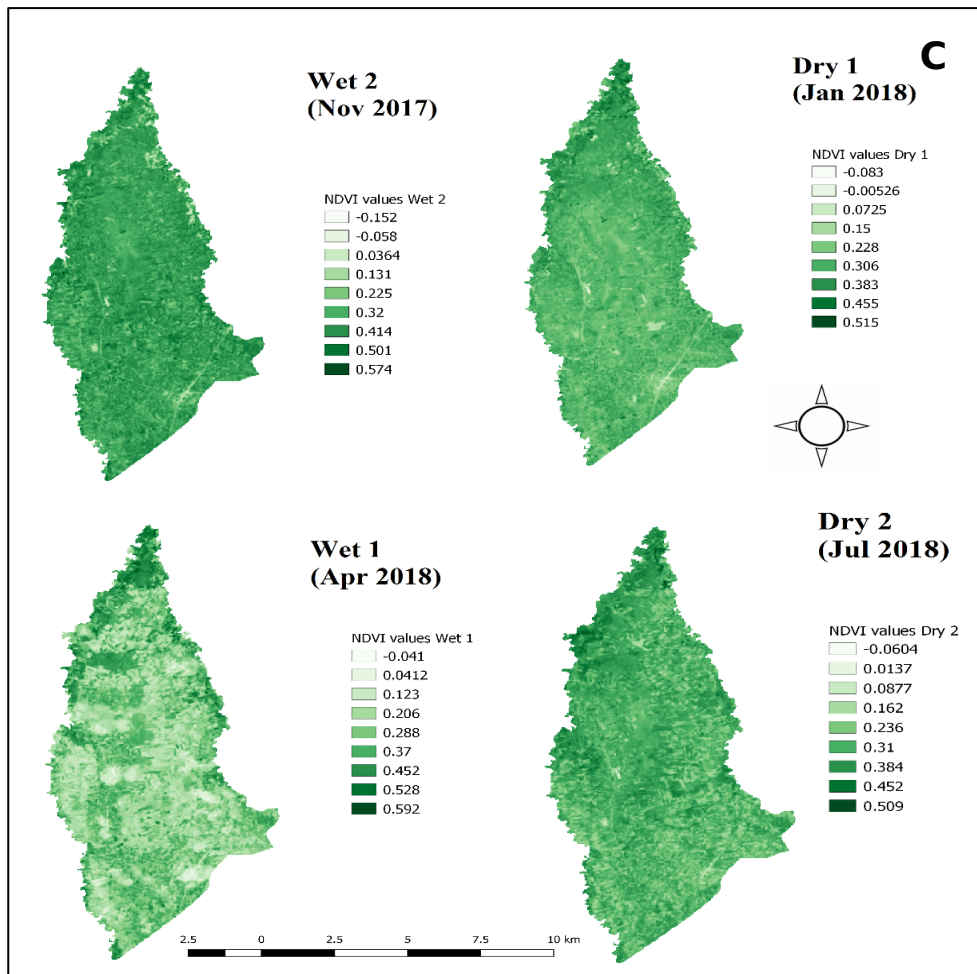 C
Wet 2
(Nov 2017)
NDVI values Wet 2
-0.152
-0.058
0.0364
0.131
0.225
0.32
0.414
0.501
0.574
Dry 1
(Jan 2018)
NDVI values Dry 1
-0.083
-0.00526
0.0725
0.15
0.228
0.306
0.383
0.455
0.515
Wet 1
(Apr 2018)
NDVI values Wet 1
-0.041
0.0412
0.123
0.206
0.288
0.37
0.452
0.528
0.592
Dry 2
(Jul 2018)
NDVI values Dry 2
-0.0604
0.0137
0.0877
0.162
0.236
0.31
0.384
0.452
0.509
2.5 0 2.5 5 7.5 10 km